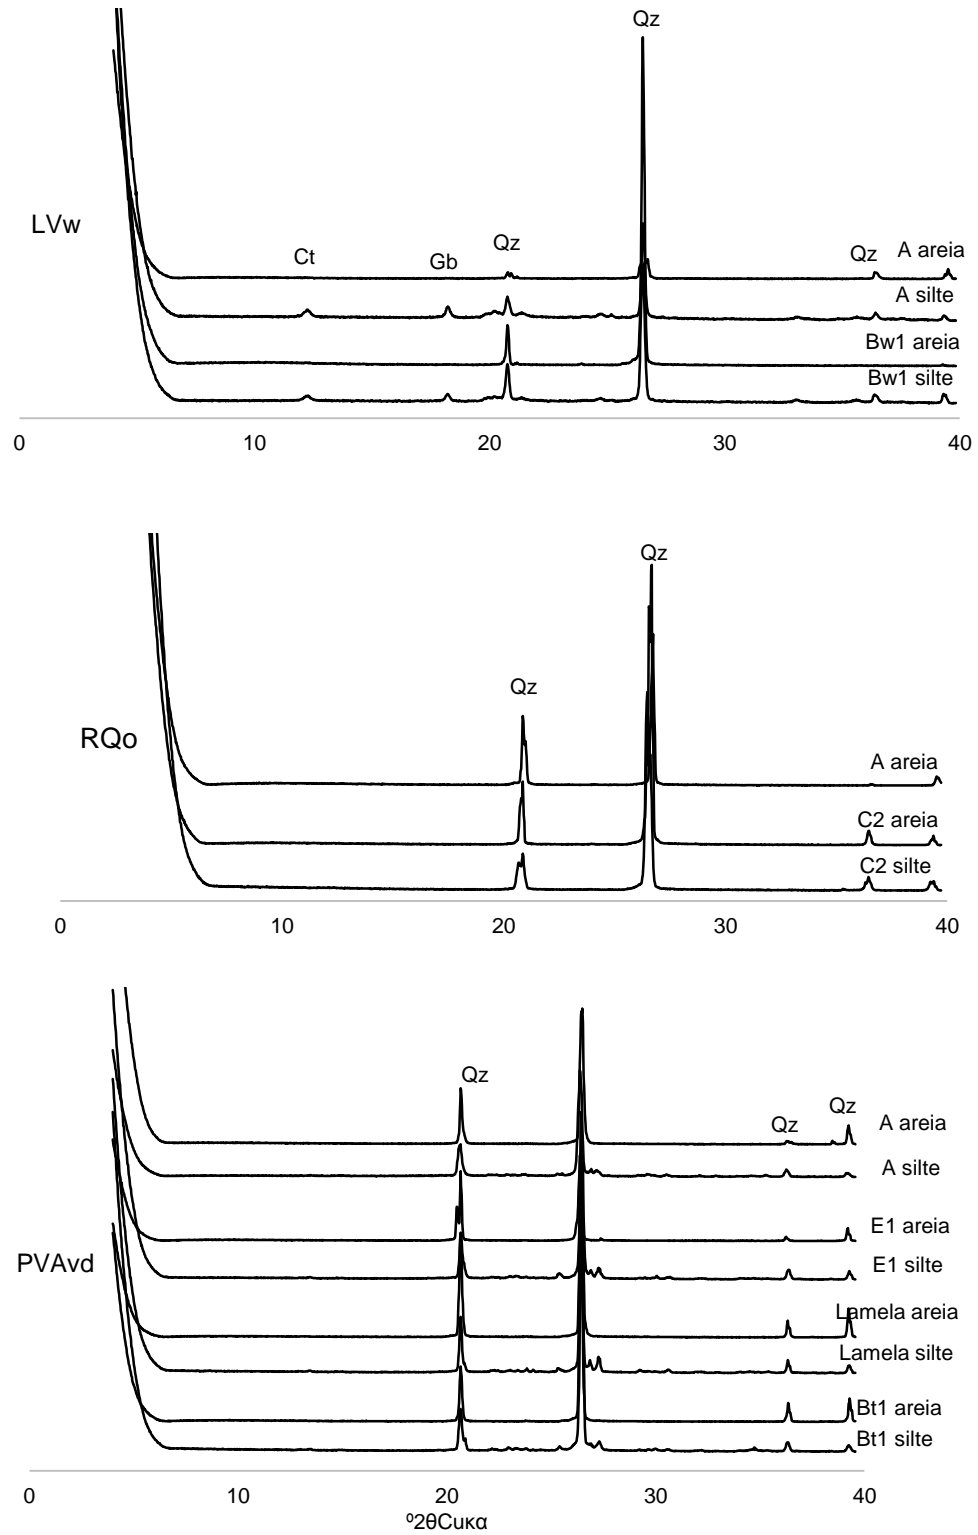 Qz
LVw
Ct
Gb
Qz
Qz
A areia
A silte
Bw1 areia
Bw1 silte
0 10 20 30 40
Qz
Qz
RQo
A areia
C2 areia
C2 silte
0 10 20 30 40
Qz
Qz
Qz
A areia
A silte
E1 areia
PVAvd
E1 silte
Lamela areia
Lamela silte
Bt1 areia
Bt1 silte
0 10 20 30 40
º2θCuκα